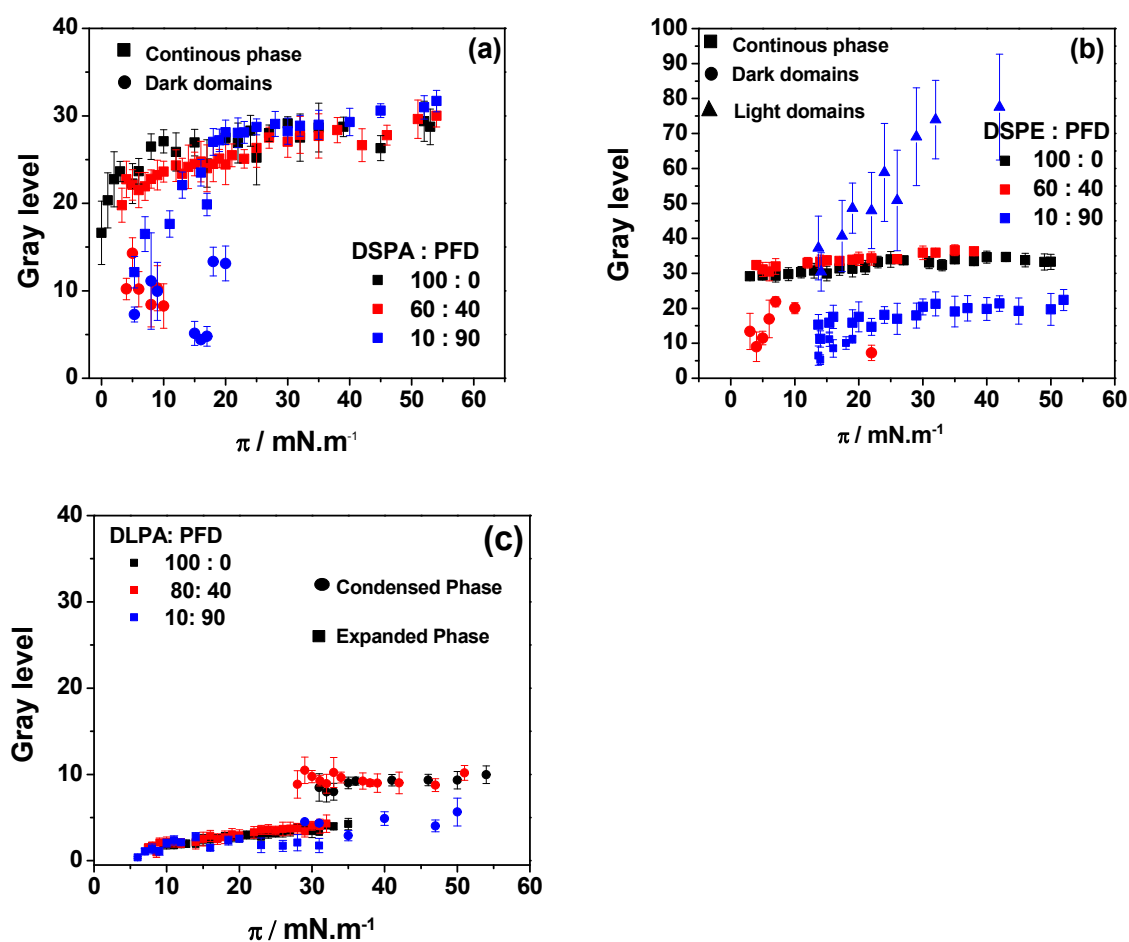 (a)
Continous phase
Dark domains
DSPA : PFD
100 : 0
60 : 40
10 : 90
Gray level
40
30
20
10
0
0 10 20 30 40 50 60
π / mN.m-1
(b)
Continous phase
Dark domains
Light domains
DSPE : PFD
100 : 0
60 : 40
10 : 90
Gray level
100
90
80
70
60
50
40
30
20
10
0
0 10 20 30 40 50 60
π / mN.m-1
(c)
DLPA: PFD
100 : 0
80: 40
10: 90
Condensed Phase
Expanded Phase
Gray level
40
30
20
10
0
0 10 20 30 40 50 60
π / mN.m-1